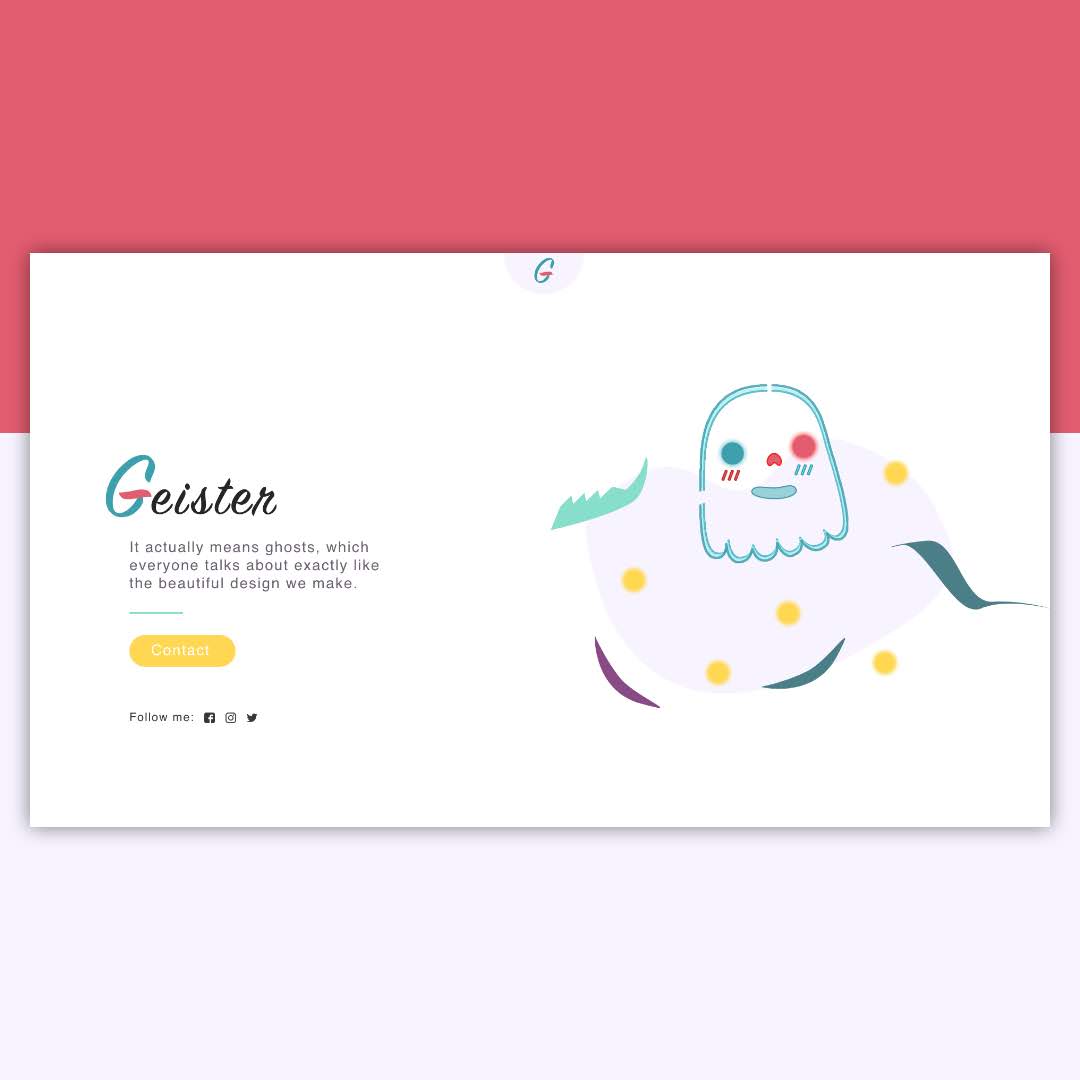 G
Geister
It actually means ghosts, which
everyone talks about exactly like
the beautiful design we make.
Contact
Follow me: